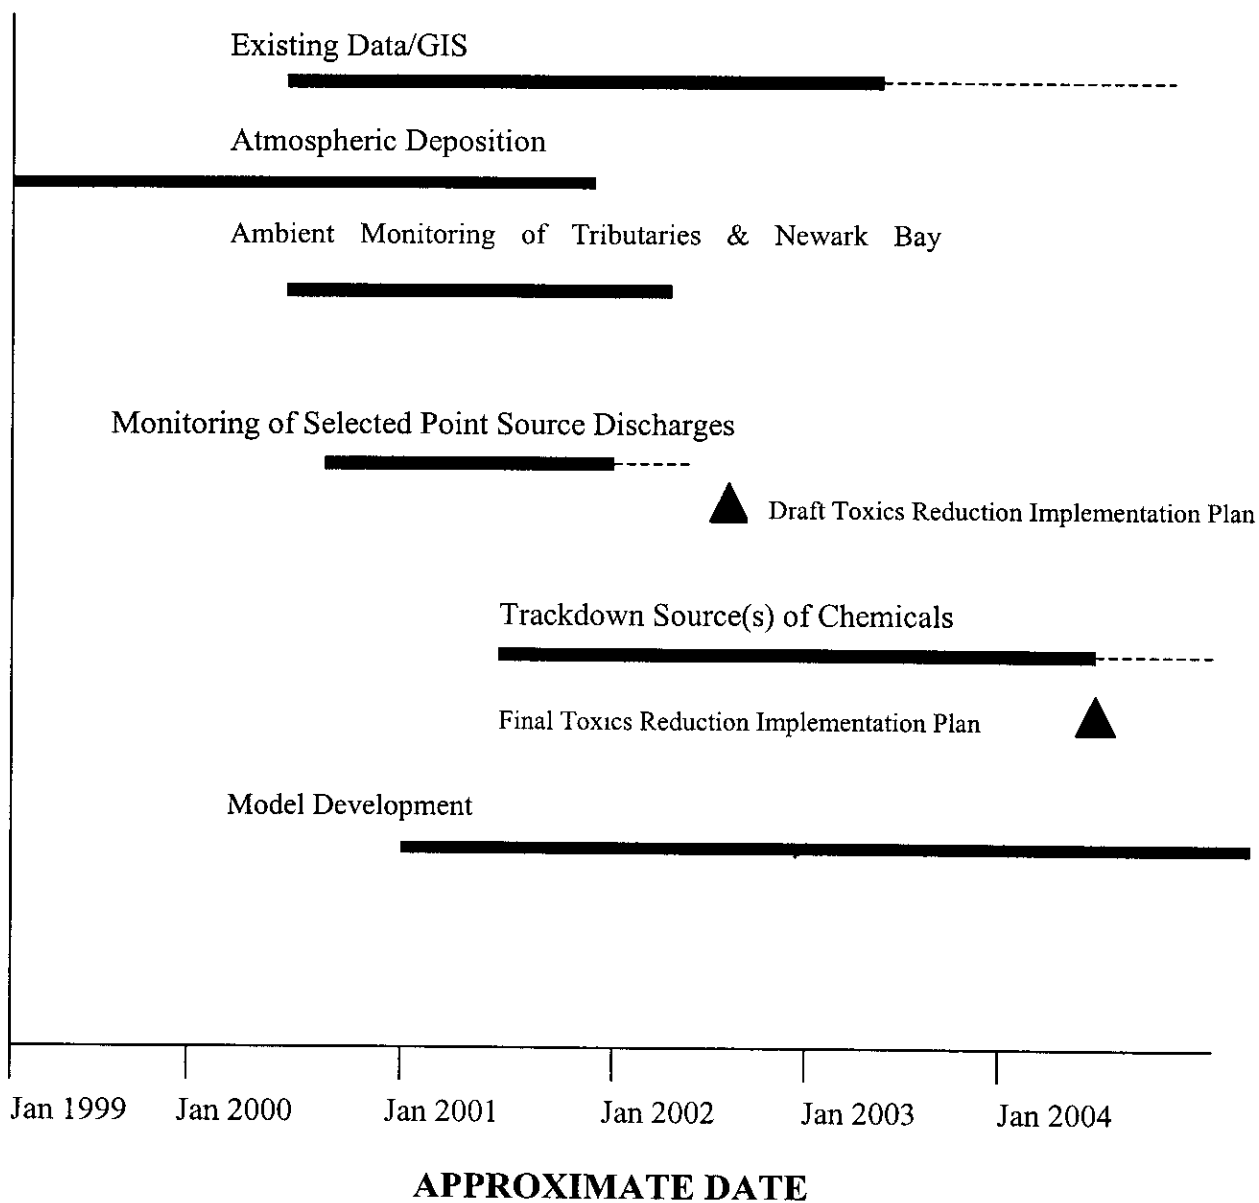 Existing Data/GIS
Atmospheric Deposition
Ambient Monitoring of Tributaries & Newark Bay
Monitoring of Selected Point Source Discharges
Draft Toxics Reduction Implementation Plan
Trackdown Source(s) of Chemicals
Final Toxics Reduction Implementation Plan
Model Development
Jan 1999 Jan 2000 Jan 2001 Jan 2002 Jan 2003 Jan 2004
APPROXIMATE DATE